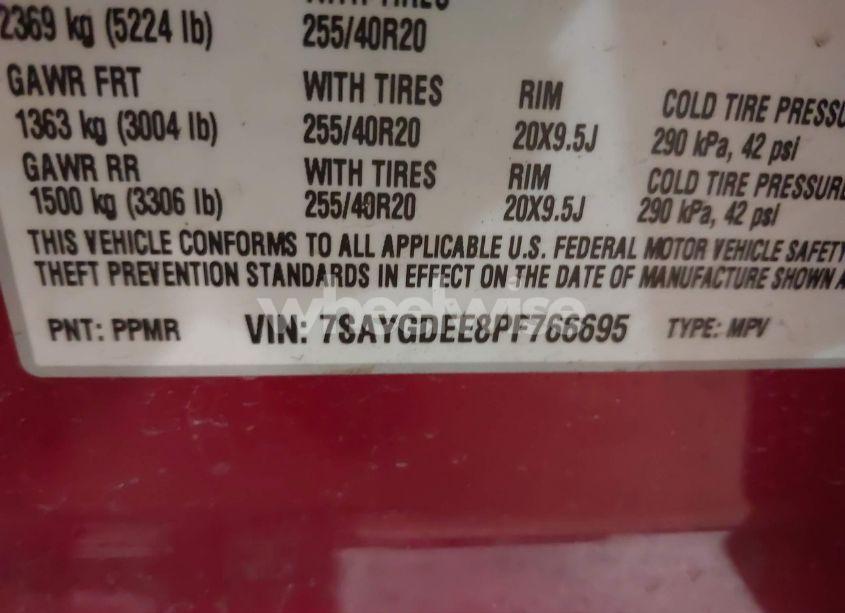 2369 kg (5224 lb) 255/40R20
GAWR FRT WITH TIRES RIM COLD TIRE PRESSU
1363 kg (3004 lb) 255/40R20 20X9.5J 290 kPa, 42 psi
GAWR RR WITH TIRES RIM COLD TIRE PRESSURE
1500 kg (3306 lb) 255/40R20 20X9.5J 290 kPa, 42 psi
THIS VEHICLE CONFORMS TO ALL APPLICABLE U.S. FEDERAL MOTOR VEHICLE SAFETY
THEFT PREVENTION STANDARDS IN EFFECT ON THE DATE OF MANUFACTURE SHOWN A
wheelwise
PNT: PPMR VIN: 7SAYGDEE8PF766695 TYPE: MPV